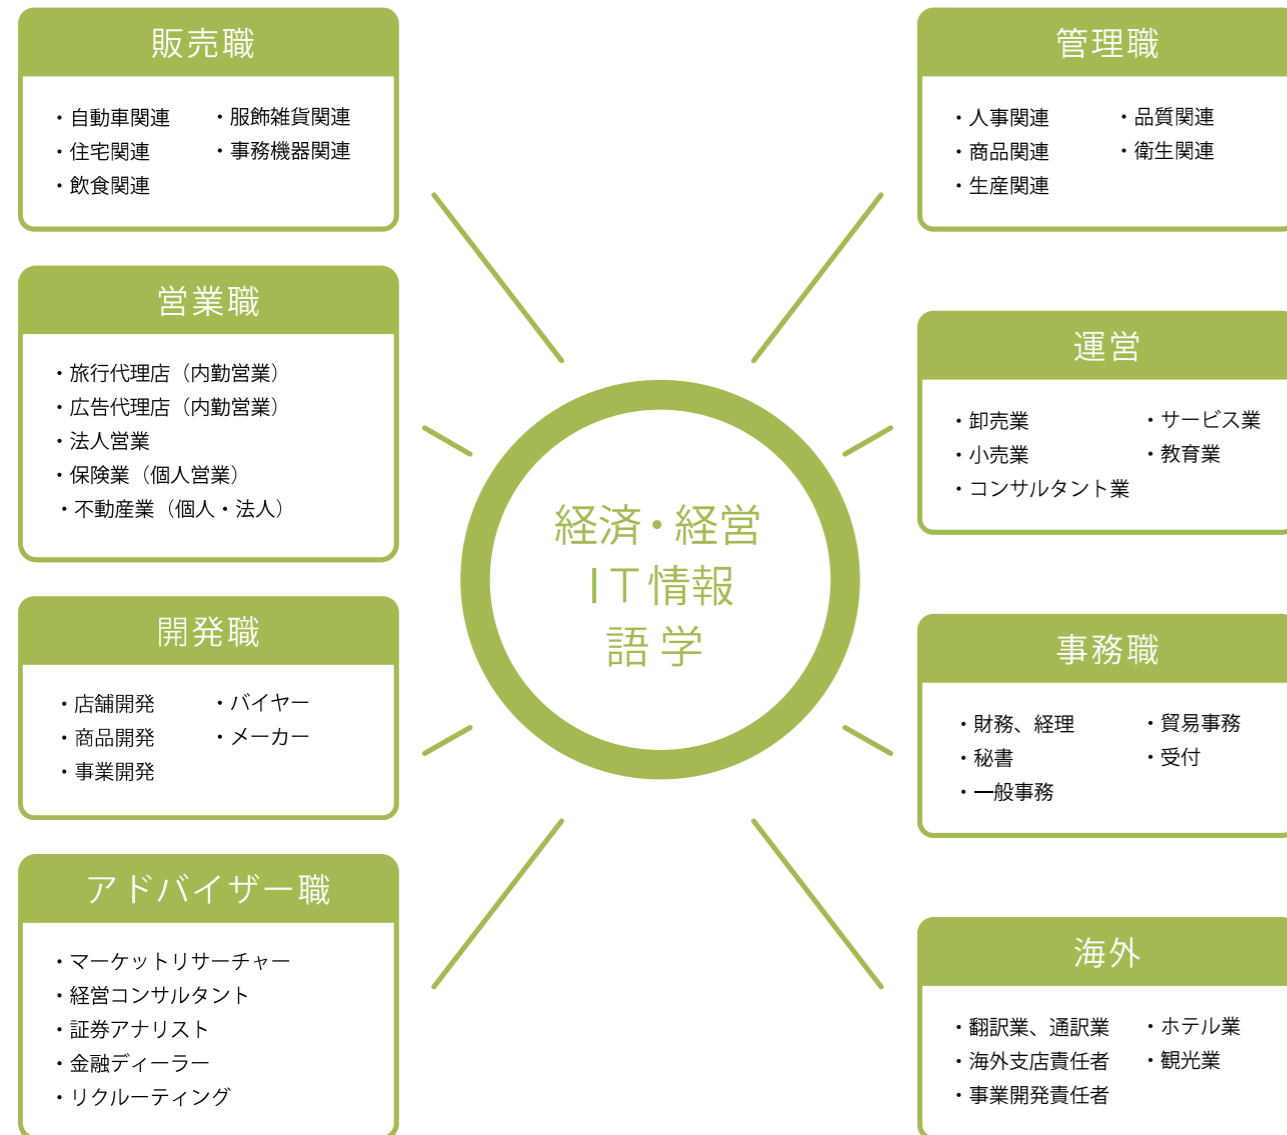 販売職
・自動車関連
・住宅関連
・飲食関連
・服飾雑貨関連
・事務機器関連
営業職
・旅行代理店（内勤営業）
・広告代理店（内勤営業）
・法人営業
・保険業（個人営業）
・不動産業（個人・法人）
開発職
・店舗開発
・商品開発
・事業開発
・バイヤー
・メーカー
アドバイザー職
・マーケットリサーチャー
・経営コンサルタント
・証券アナリスト
・金融ディーラー
・リクルーティング
経済・経営
IT情報
語学
管理職
・人事関連
・商品関連
・生産関連
・品質関連
・衛生関連
運営
・卸売業
・小売業
・コンサルタント業
・サービス業
・教育業
事務職
・財務、経理
・秘書
・一般事務
・貿易事務
・受付
海外
・翻訳業、通訳業
・海外支店責任者
・事業開発責任者
・ホテル業
・観光業